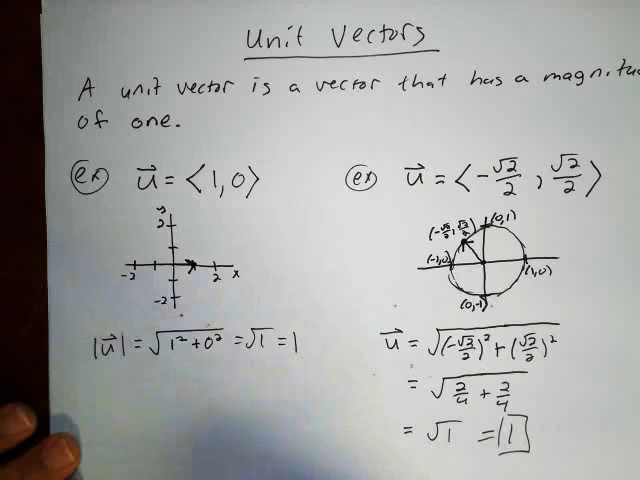 Unit Vectors
A unit vector is a vector that has a magnitu
of one.
ex u⃗ = ⟨1, 0⟩
y
2
-2 2 x
-2
|u⃗| = √(1² + 0²) = √1 = 1
ex u⃗ = ⟨-√2/2, √2/2⟩
(-√2/2, √2/2) (0,1)
(-1,0) (1,0)
(0,-1)
u⃗ = √((-√2/2)² + (√2/2)²)
= √(2/4 + 2/4)
= √1 = 1